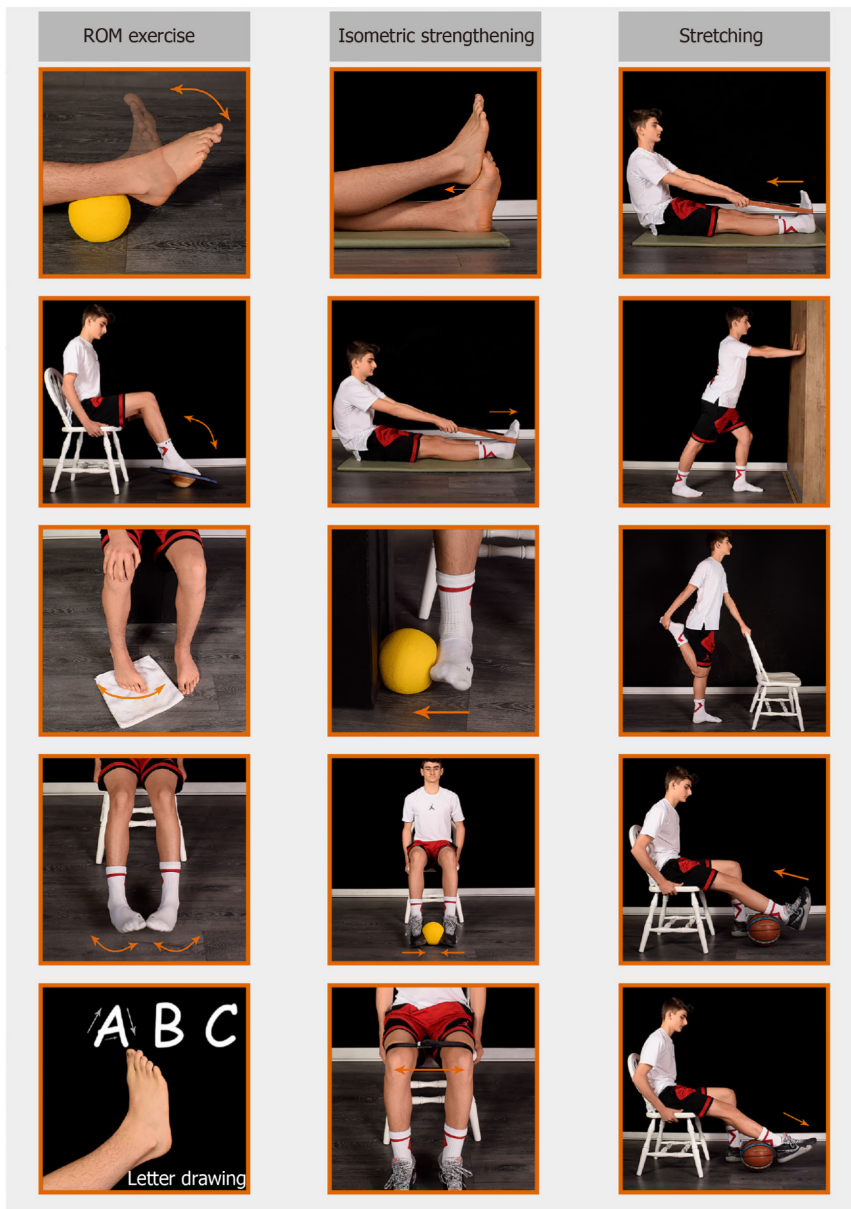 ROM exercise
Isometric strengthening
Stretching
A B C
Letter drawing